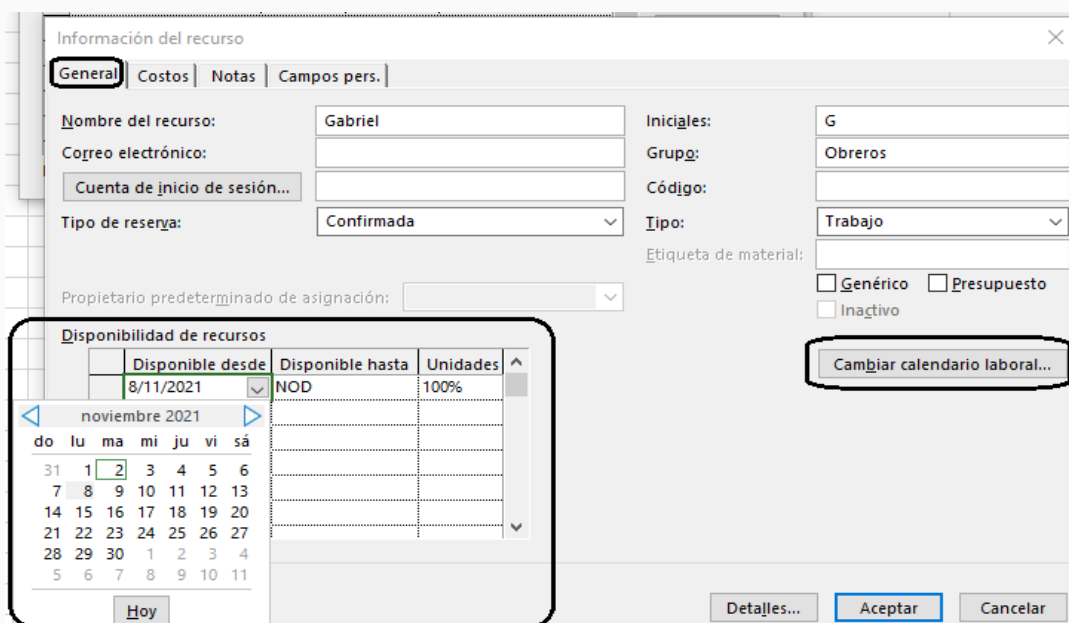 Información del recurso
General Costos Notas Campos pers.
Nombre del recurso: Gabriel Iniciales: G
Correo electrónico: Grupo: Obreros
Cuenta de inicio de sesión... Código:
Tipo de reserva: Confirmada Tipo: Trabajo
Etiqueta de material:
Genérico Presupuesto
Propietario predeterminado de asignación: Inactivo
Disponibilidad de recursos
Cambiar calendario laboral...
Disponible desde Disponible hasta Unidades
8/11/2021 NOD 100%
noviembre 2021
do lu ma mi ju vi sá
31 1 2 3 4 5 6
7 8 9 10 11 12 13
14 15 16 17 18 19 20
21 22 23 24 25 26 27
28 29 30 1 2 3 4
5 6 7 8 9 10 11
Hoy
Detalles... Aceptar Cancelar